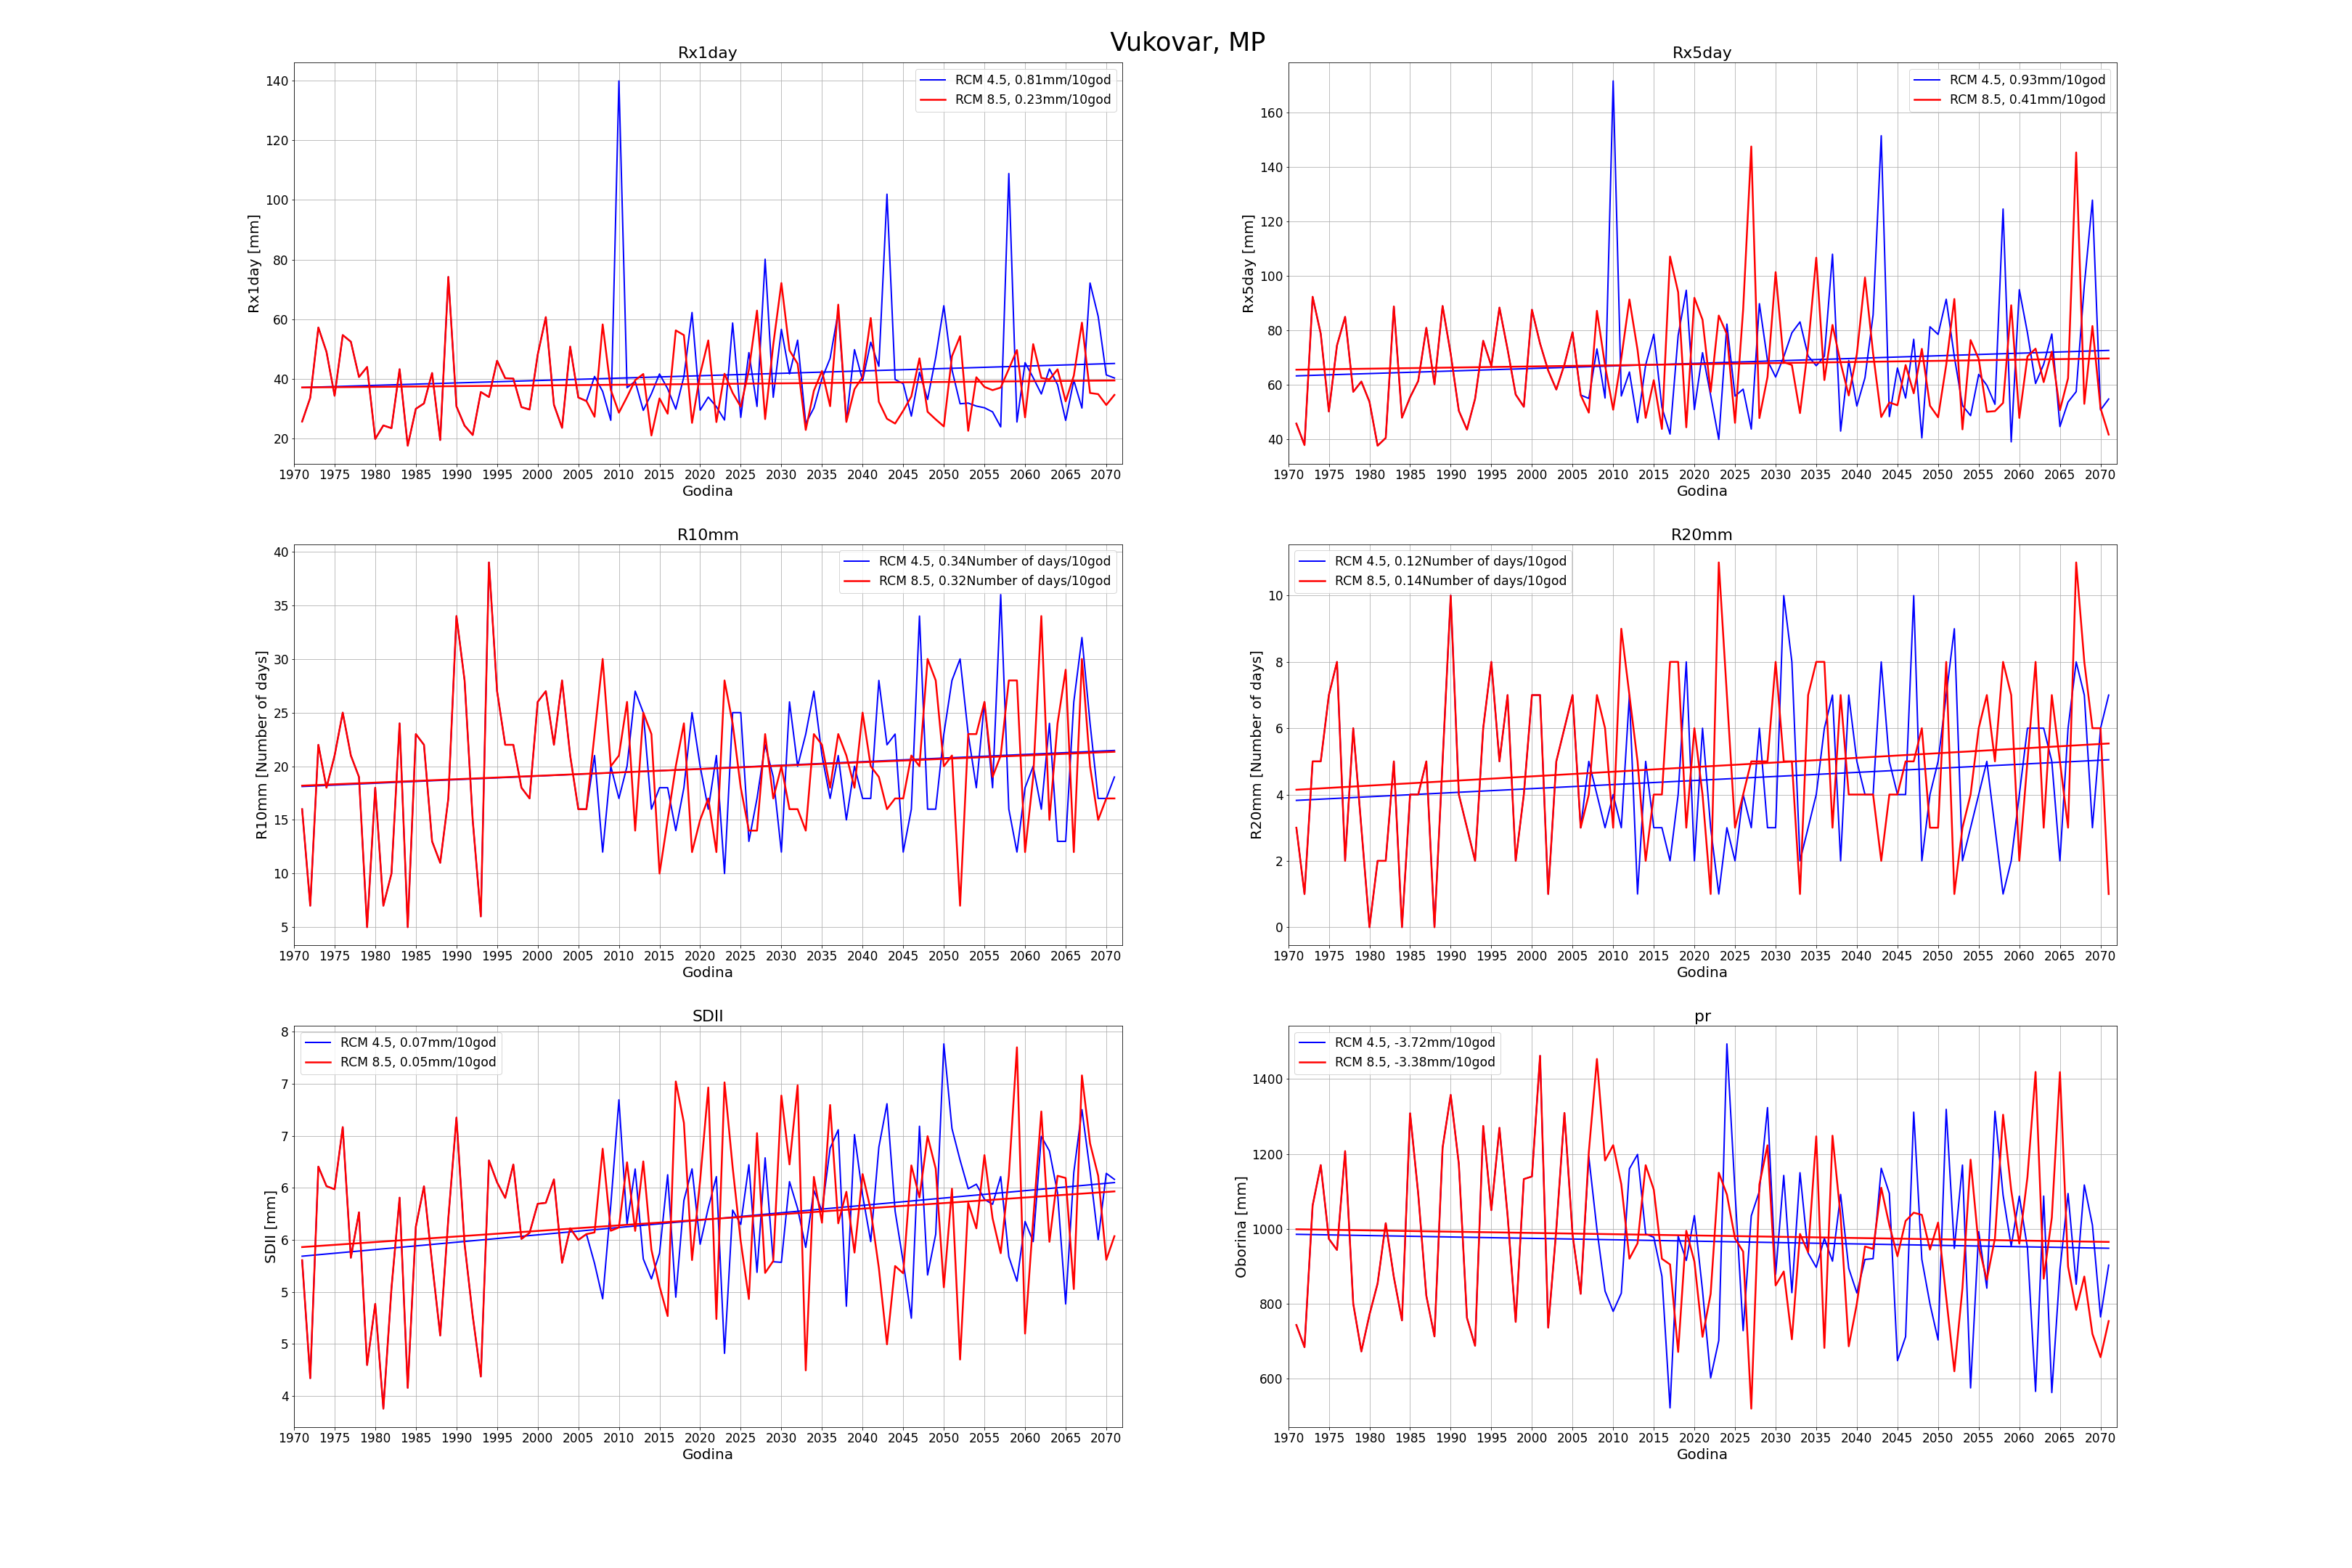 Vukovar, MP
Rx1day
RCM 4.5, 0.81mm/10god
RCM 8.5, 0.23mm/10god
Rx1day [mm]
140
120
100
80
60
40
20
1970 1975 1980 1985 1990 1995 2000 2005 2010 2015 2020 2025 2030 2035 2040 2045 2050 2055 2060 2065 2070
Godina
Rx5day
RCM 4.5, 0.93mm/10god
RCM 8.5, 0.41mm/10god
Rx5day [mm]
160
140
120
100
80
60
40
1970 1975 1980 1985 1990 1995 2000 2005 2010 2015 2020 2025 2030 2035 2040 2045 2050 2055 2060 2065 2070
Godina
R10mm
RCM 4.5, 0.34Number of days/10god
RCM 8.5, 0.32Number of days/10god
R10mm [Number of days]
40
35
30
25
20
15
10
5
1970 1975 1980 1985 1990 1995 2000 2005 2010 2015 2020 2025 2030 2035 2040 2045 2050 2055 2060 2065 2070
Godina
R20mm
RCM 4.5, 0.12Number of days/10god
RCM 8.5, 0.14Number of days/10god
R20mm [Number of days]
10
8
6
4
2
0
1970 1975 1980 1985 1990 1995 2000 2005 2010 2015 2020 2025 2030 2035 2040 2045 2050 2055 2060 2065 2070
Godina
SDII
RCM 4.5, 0.07mm/10god
RCM 8.5, 0.05mm/10god
SDII [mm]
8
7
7
6
6
5
5
4
1970 1975 1980 1985 1990 1995 2000 2005 2010 2015 2020 2025 2030 2035 2040 2045 2050 2055 2060 2065 2070
Godina
pr
RCM 4.5, -3.72mm/10god
RCM 8.5, -3.38mm/10god
Oborina [mm]
1400
1200
1000
800
600
1970 1975 1980 1985 1990 1995 2000 2005 2010 2015 2020 2025 2030 2035 2040 2045 2050 2055 2060 2065 2070
Godina